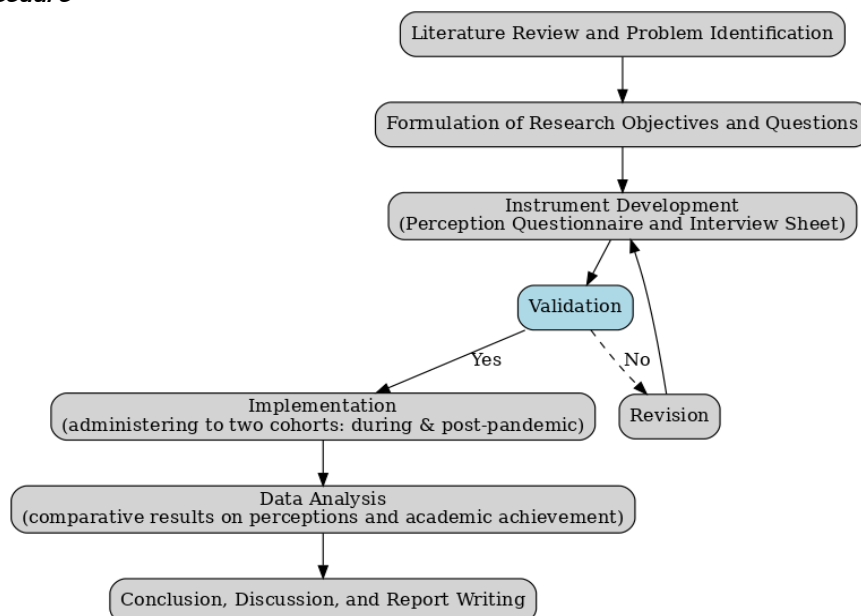 Literature Review and Problem Identification
Formulation of Research Objectives and Questions
Instrument Development
(Perception Questionnaire and Interview Sheet)
Validation
Yes
No
Implementation
(administering to two cohorts: during & post-pandemic)
Revision
Data Analysis
(comparative results on perceptions and academic achievement)
Conclusion, Discussion, and Report Writing